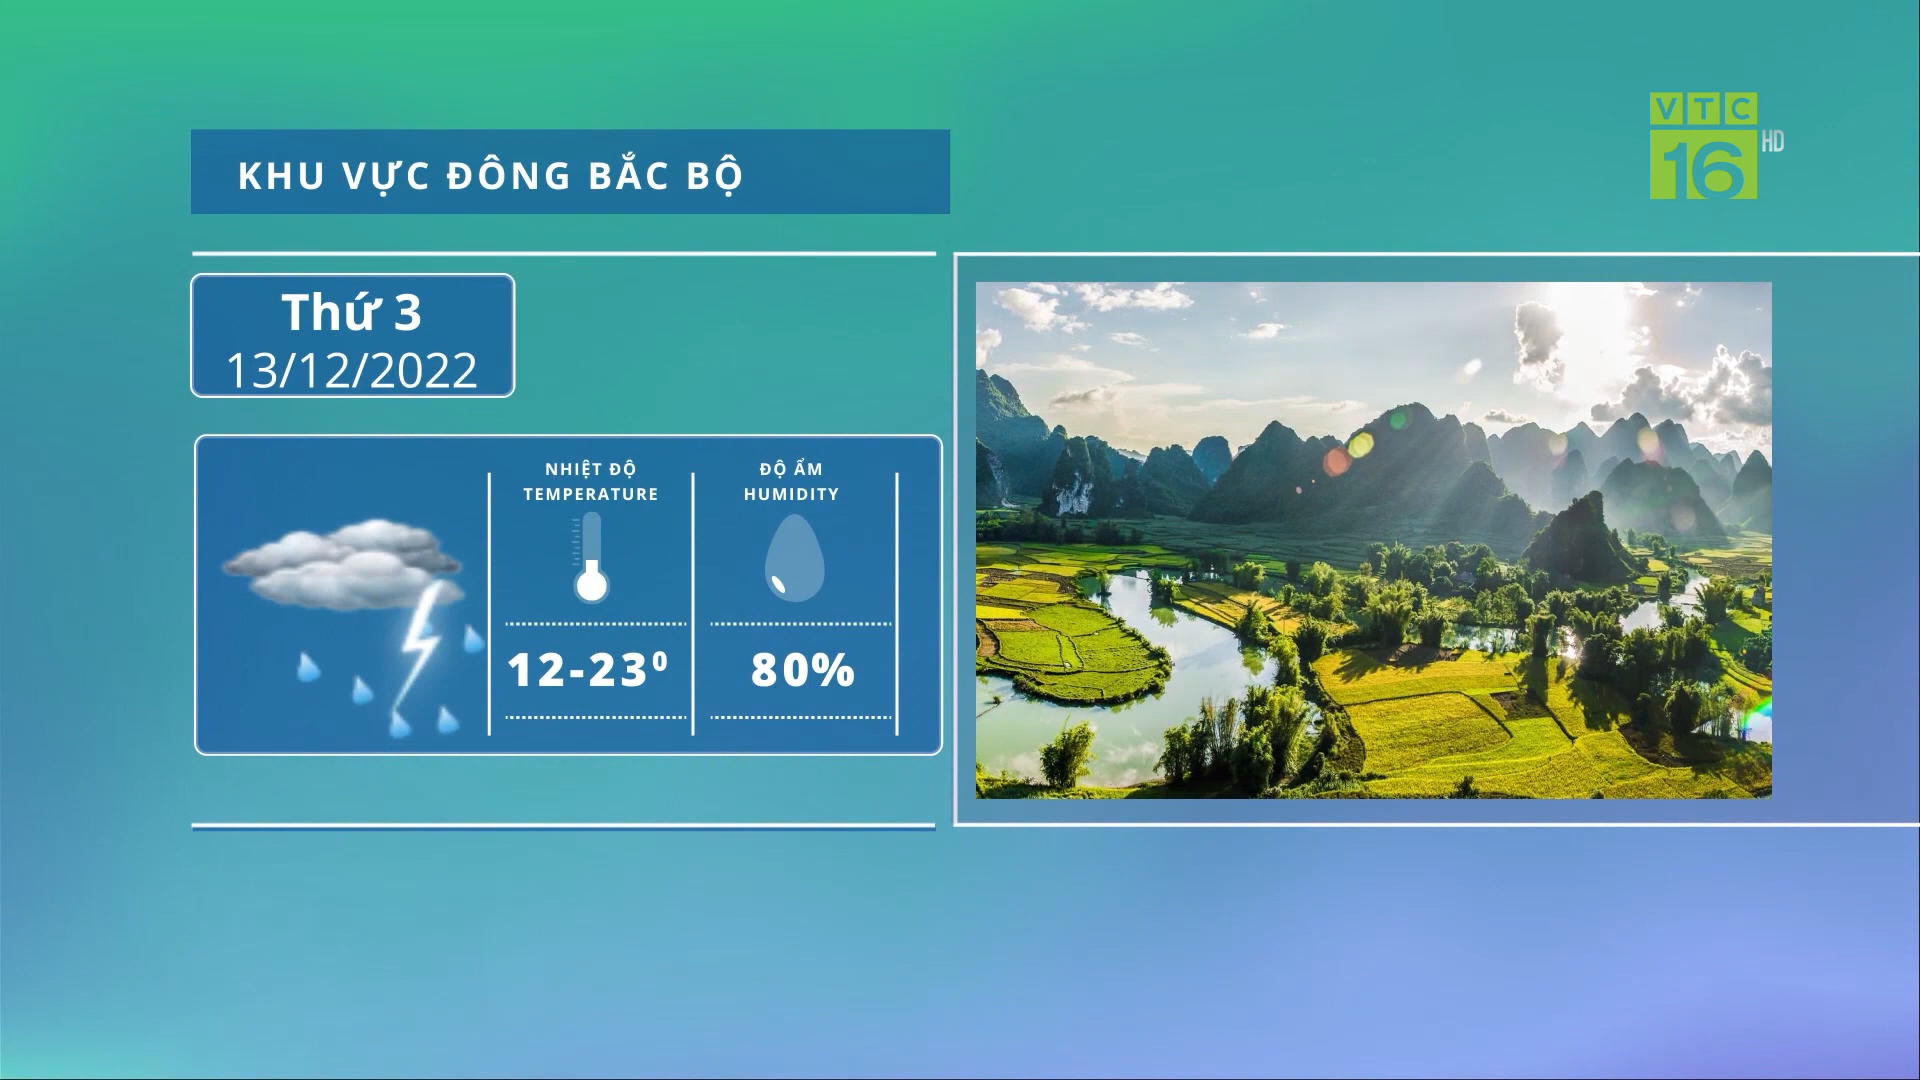 VTC
16 HD
KHU VỰC ĐÔNG BẮC BỘ
Thứ 3
13/12/2022
NHIỆT ĐỘ
TEMPERATURE
12-23⁰
ĐỘ ẨM
HUMIDITY
80%